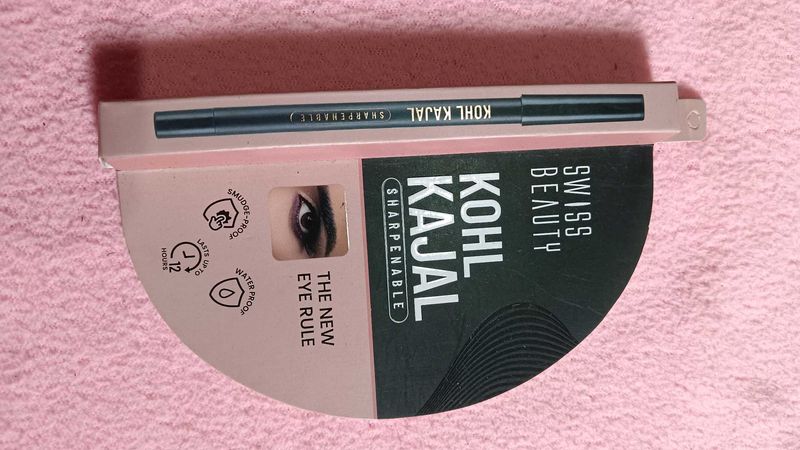 KOHL KAJAL
(SHARPENABLE)
SWISS
BEAUTY
KOHL
KAJAL
SHARPENABLE
THE NEW
EYE RULE
SMUDGE-PROOF
LASTS UP TO
12
HOURS
WATER PROOF